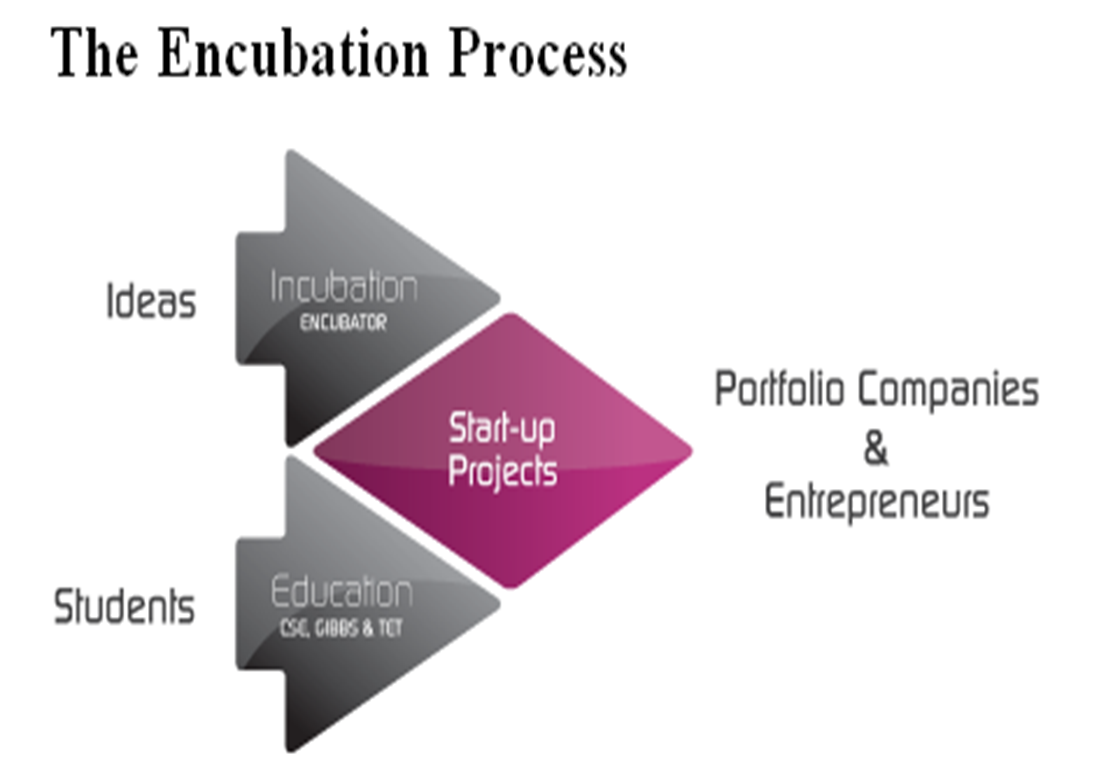 The Encubation Process
Ideas
Incubation
ENCUBATOR
Start-up
Projects
Portfolio Companies
&
Entrepreneurs
Students
Education
CSE, GIBBS & TCT